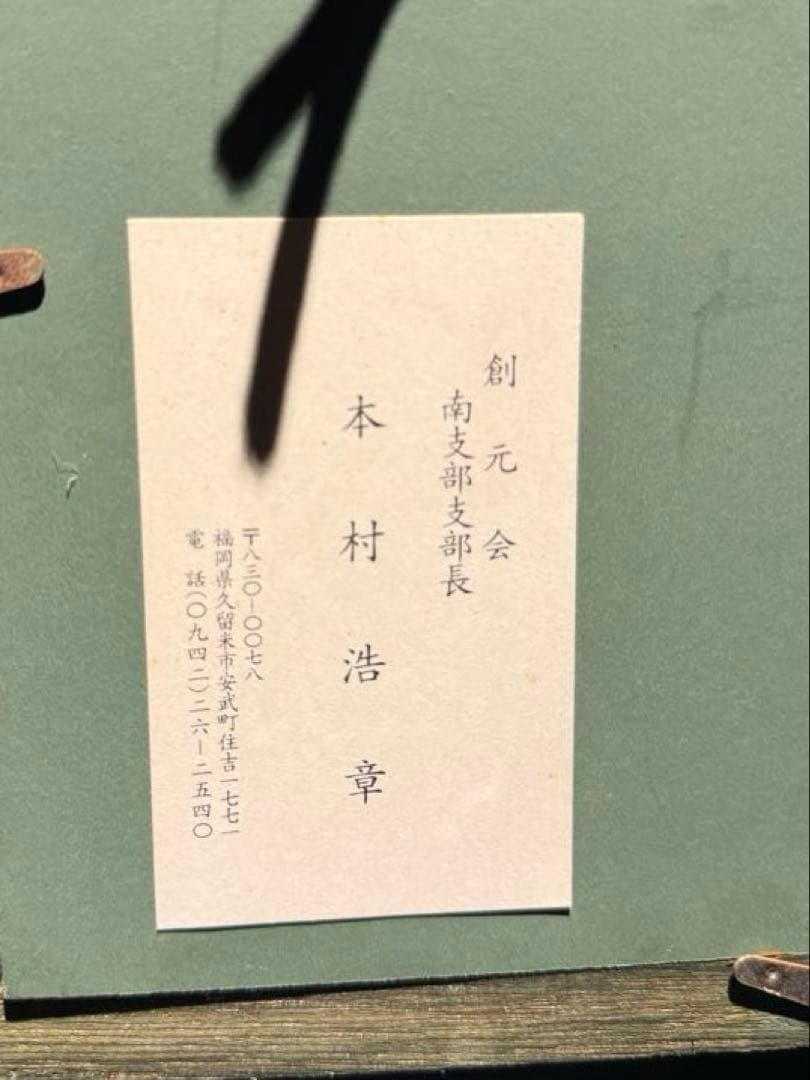 創元会
南支部支部長
本村浩章
〒八三〇－〇〇七八
福岡県久留米市安武町住吉一七七一
電話(〇九四二)二六－二五四〇